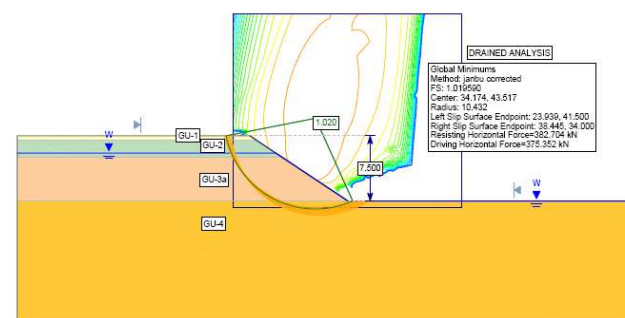 DRAINED ANALYSIS
Global Minimums
Method: janbu corrected
FS: 1.019590
Center: 34.174, 43.517
Radius: 10.432
Left Slip Surface Endpoint: 23.939, 41.500
Right Slip Surface Endpoint: 38.445, 34.000
Resisting Horizontal Force=382.704 kN
Driving Horizontal Force=375.352 kN
1.020
W
GU-1
GU-2
7.500
GU-3a
W
GU-4